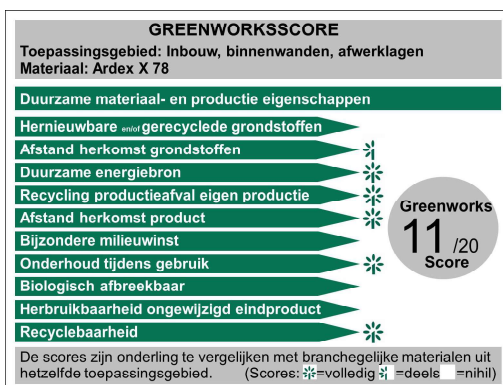 GREENWORKSSCORE
Toepassingsgebied: Inbouw, binnenwanden, afwerklagen
Materiaal: Ardex X 78
Duurzame materiaal- en productie eigenschappen
Hernieuwbare en/of gerecyclede grondstoffen
Afstand herkomst grondstoffen
Duurzame energiebron
Recycling productieafval eigen productie
Afstand herkomst product
Bijzondere milieuwinst
Onderhoud tijdens gebruik
Biologisch afbreekbaar
Herbruikbaarheid ongewijzigd eindproduct
Recyclebaarheid
Greenworks
11 /20
Score
De scores zijn onderling te vergelijken met branchegelijke materialen uit
hetzelfde toepassingsgebied. (Scores: =volledig =deels =nihil)